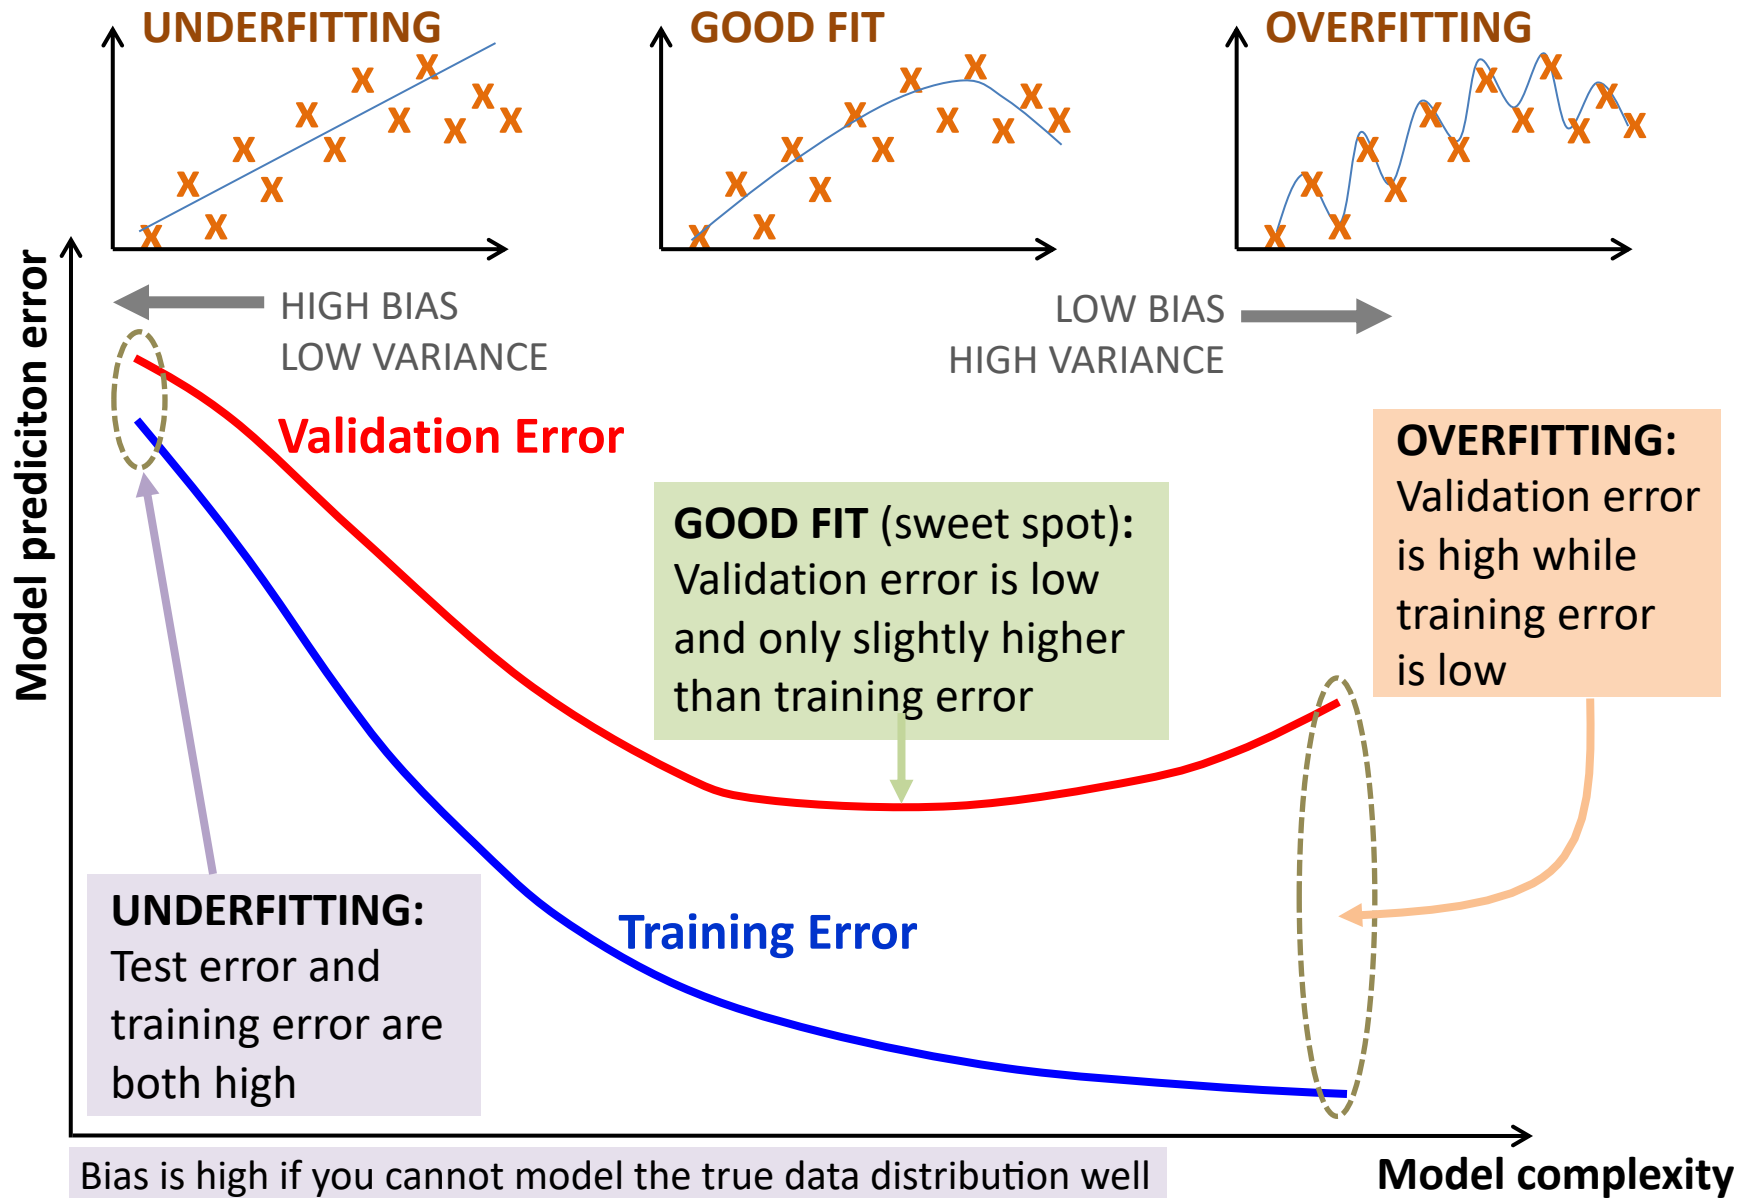 UNDERFITTING
GOOD FIT
OVERFITTING
X X X X X X X X X X X X X X
X X X X X X X X X X X X X X
X X X X X X X X X X X X X X
Model prediciton error
HIGH BIAS
LOW VARIANCE
LOW BIAS
HIGH VARIANCE
Validation Error
OVERFITTING:
Validation error
is high while
training error
is low
GOOD FIT (sweet spot):
Validation error is low
and only slightly higher
than training error
UNDERFITTING:
Test error and
training error are
both high
Training Error
Bias is high if you cannot model the true data distribution well
Model complexity